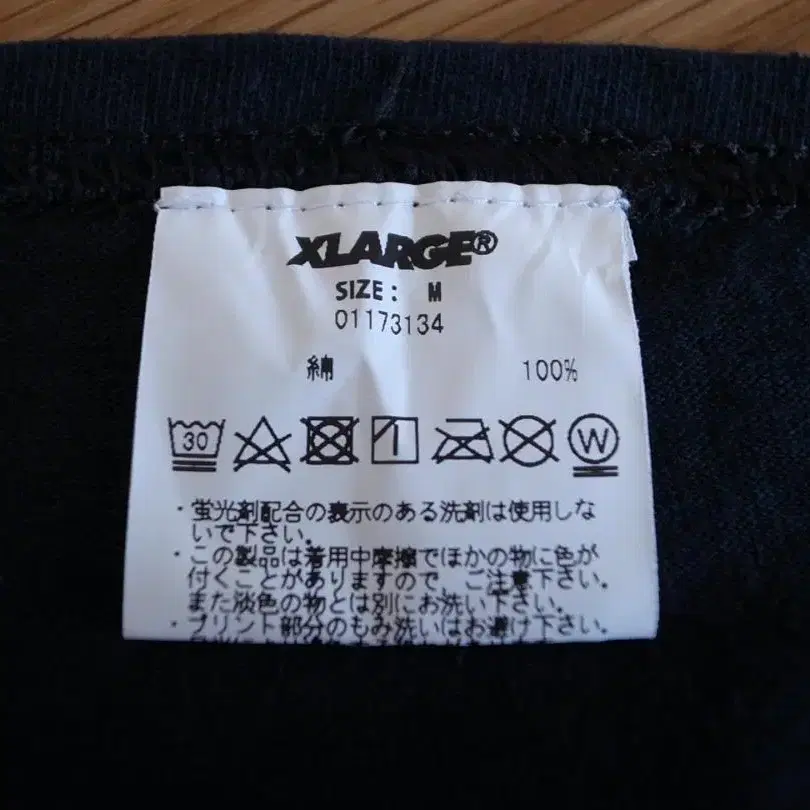 XLARGE®
SIZE: M
01173134
綿 100%
30 W
・蛍光剤配合の表示のある洗剤は使用しな
いで下さい。
・この製品は着用中摩擦でほかの物に色が
付くことがありますので、ご注意下さい。
また淡色の物とは別にお洗い下さい。
・プリント部分のもみ洗いはお避け下さい。